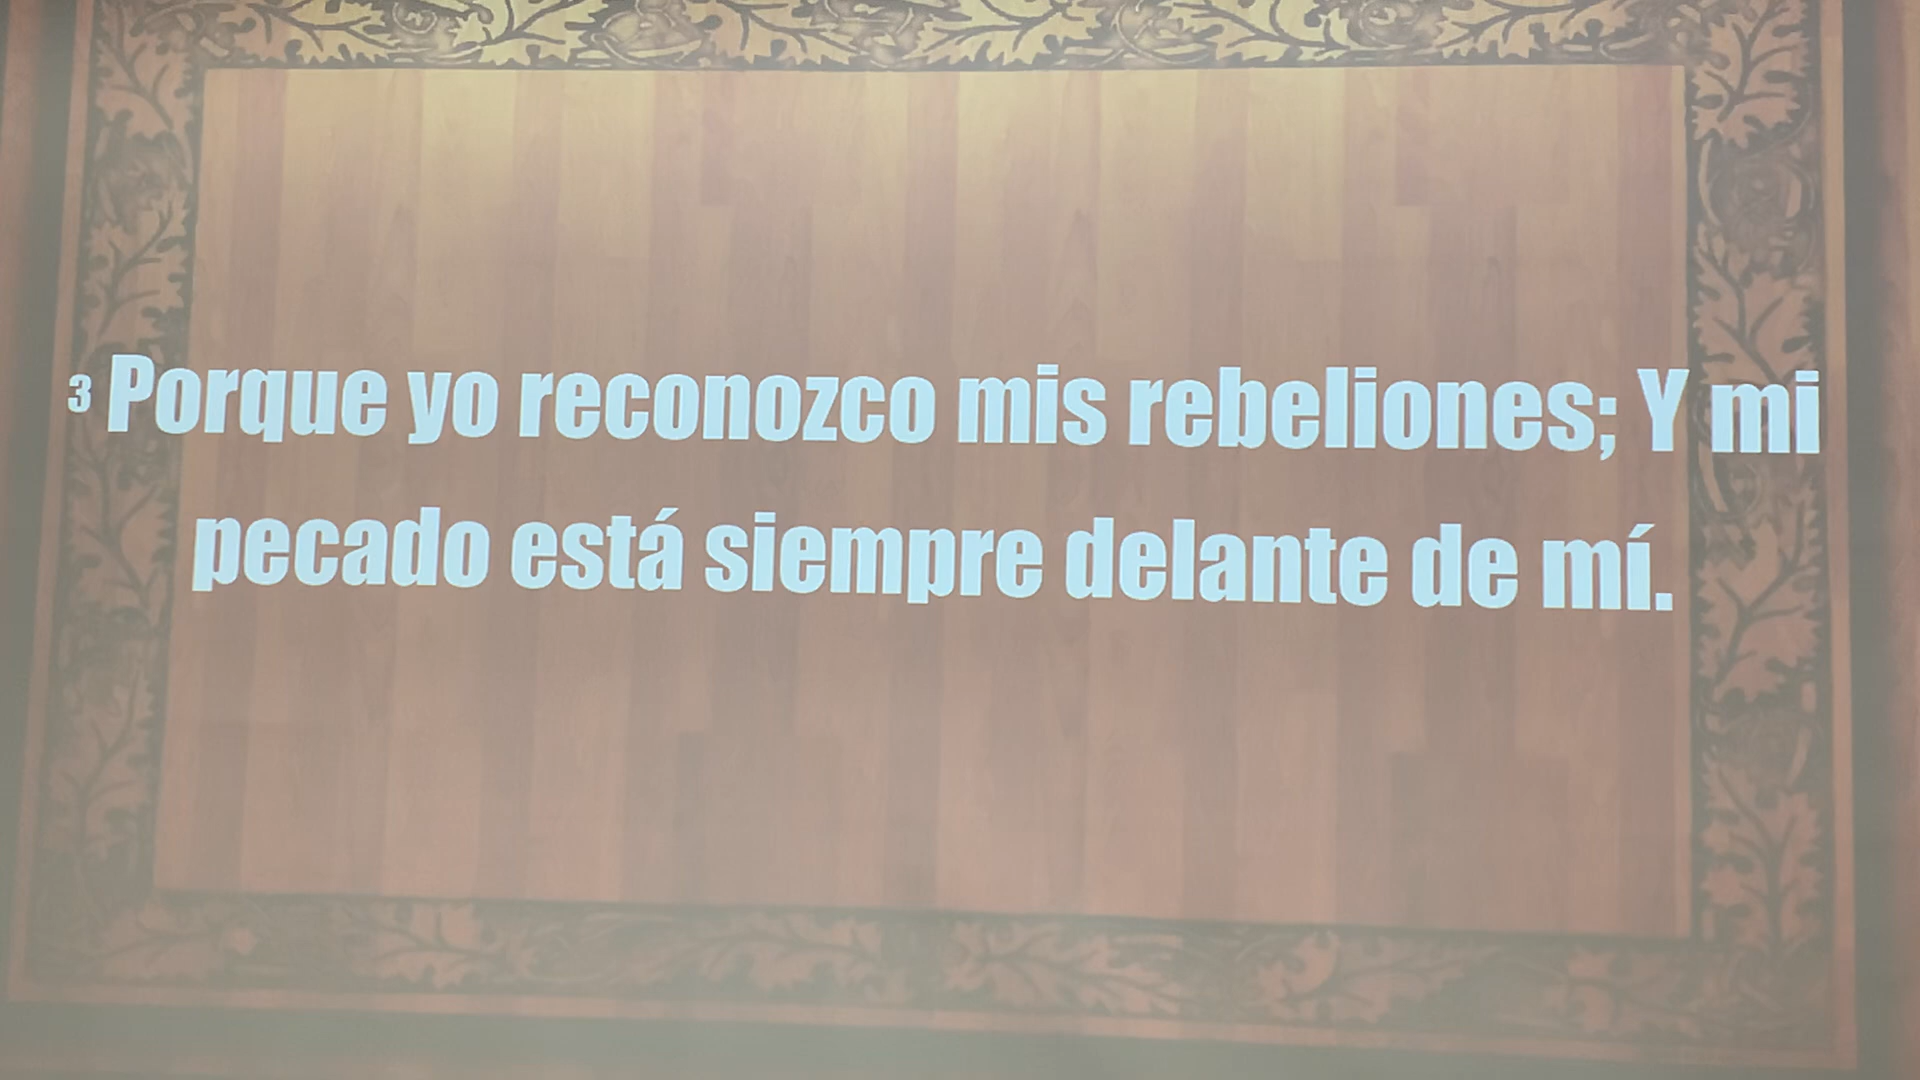 3 Porque yo reconozco mis rebeliones; Y mi
pecado está siempre delante de mí.